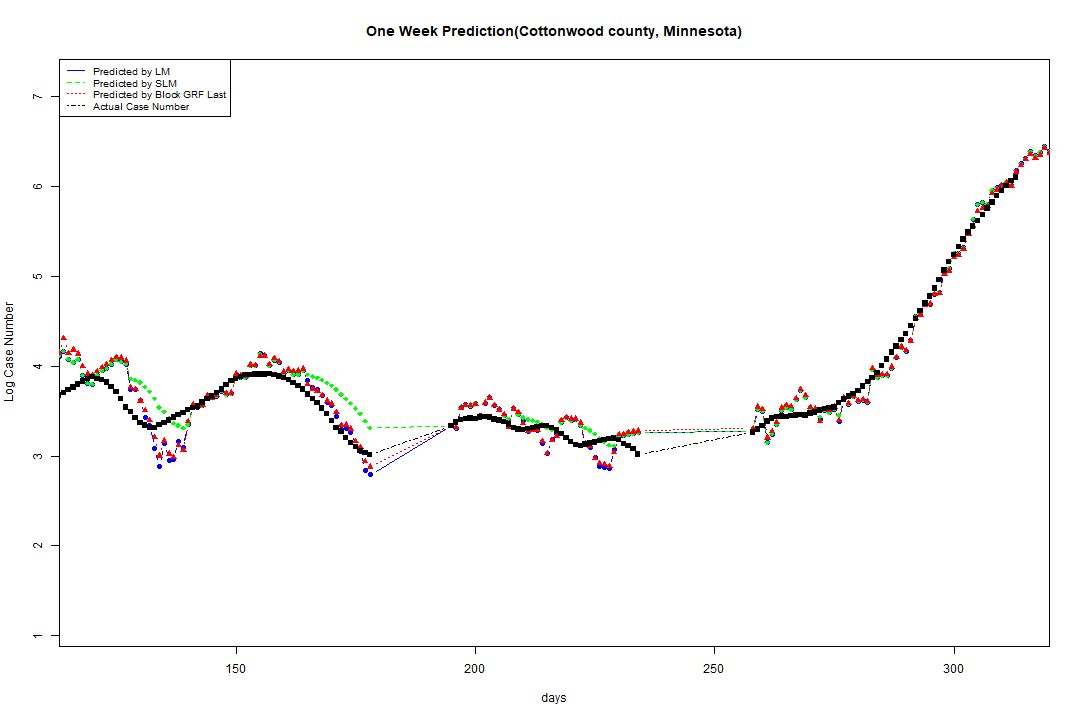 One Week Prediction(Cottonwood county, Minnesota)
Predicted by LM
Predicted by SLM
Predicted by Block GRF Last
Actual Case Number
7
6
5
4
3
2
1
Log Case Number
150
200
250
300
days